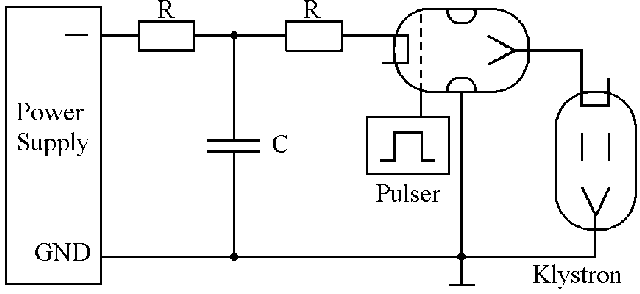 R
R
Power
Supply
C
Pulser
GND
Klystron